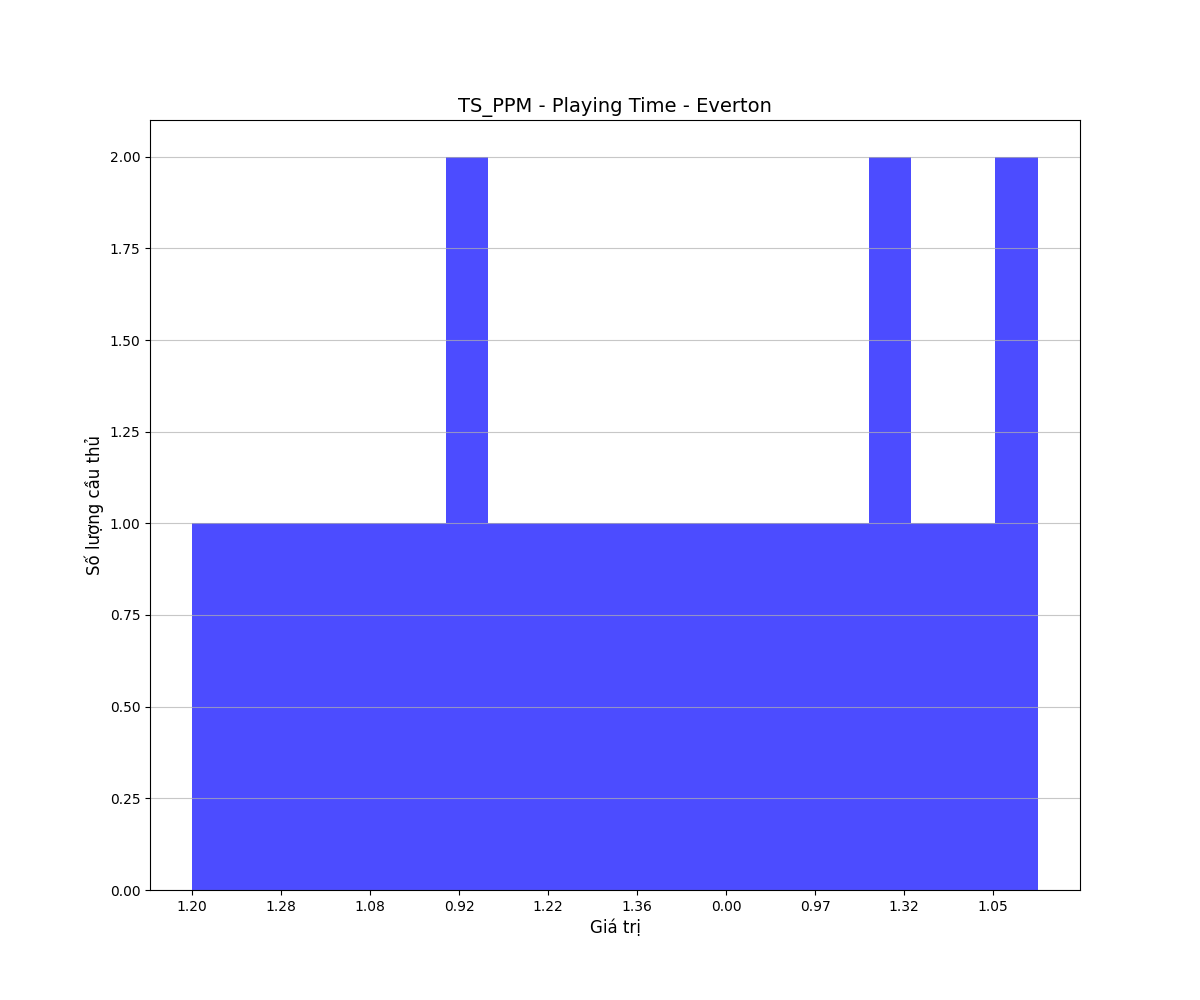 TS_PPM - Playing Time - Everton
Số lượng cầu thủ
2.00
1.75
1.50
1.25
1.00
0.75
0.50
0.25
0.00
1.20 1.28 1.08 0.92 1.22 1.36 0.00 0.97 1.32 1.05
Giá trị